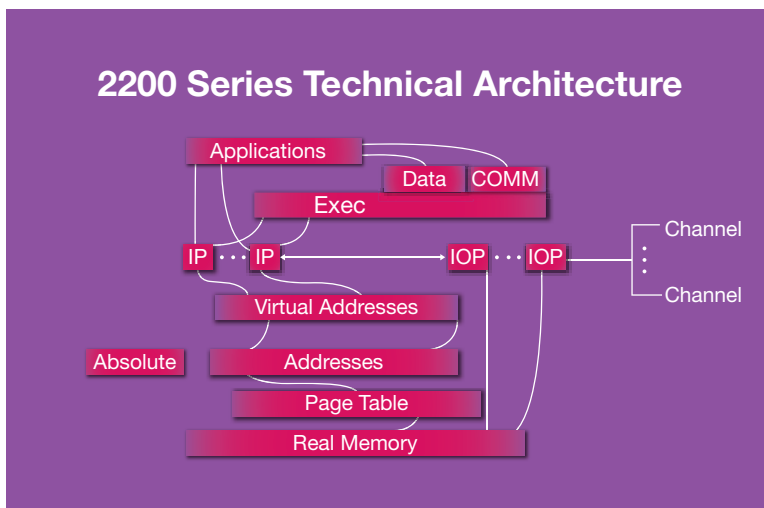 2200 Series Technical Architecture
Applications
Data COMM
Exec
Channel
IP IP IOP IOP
Channel
Virtual Addresses
Absolute Addresses
Page Table
Real Memory